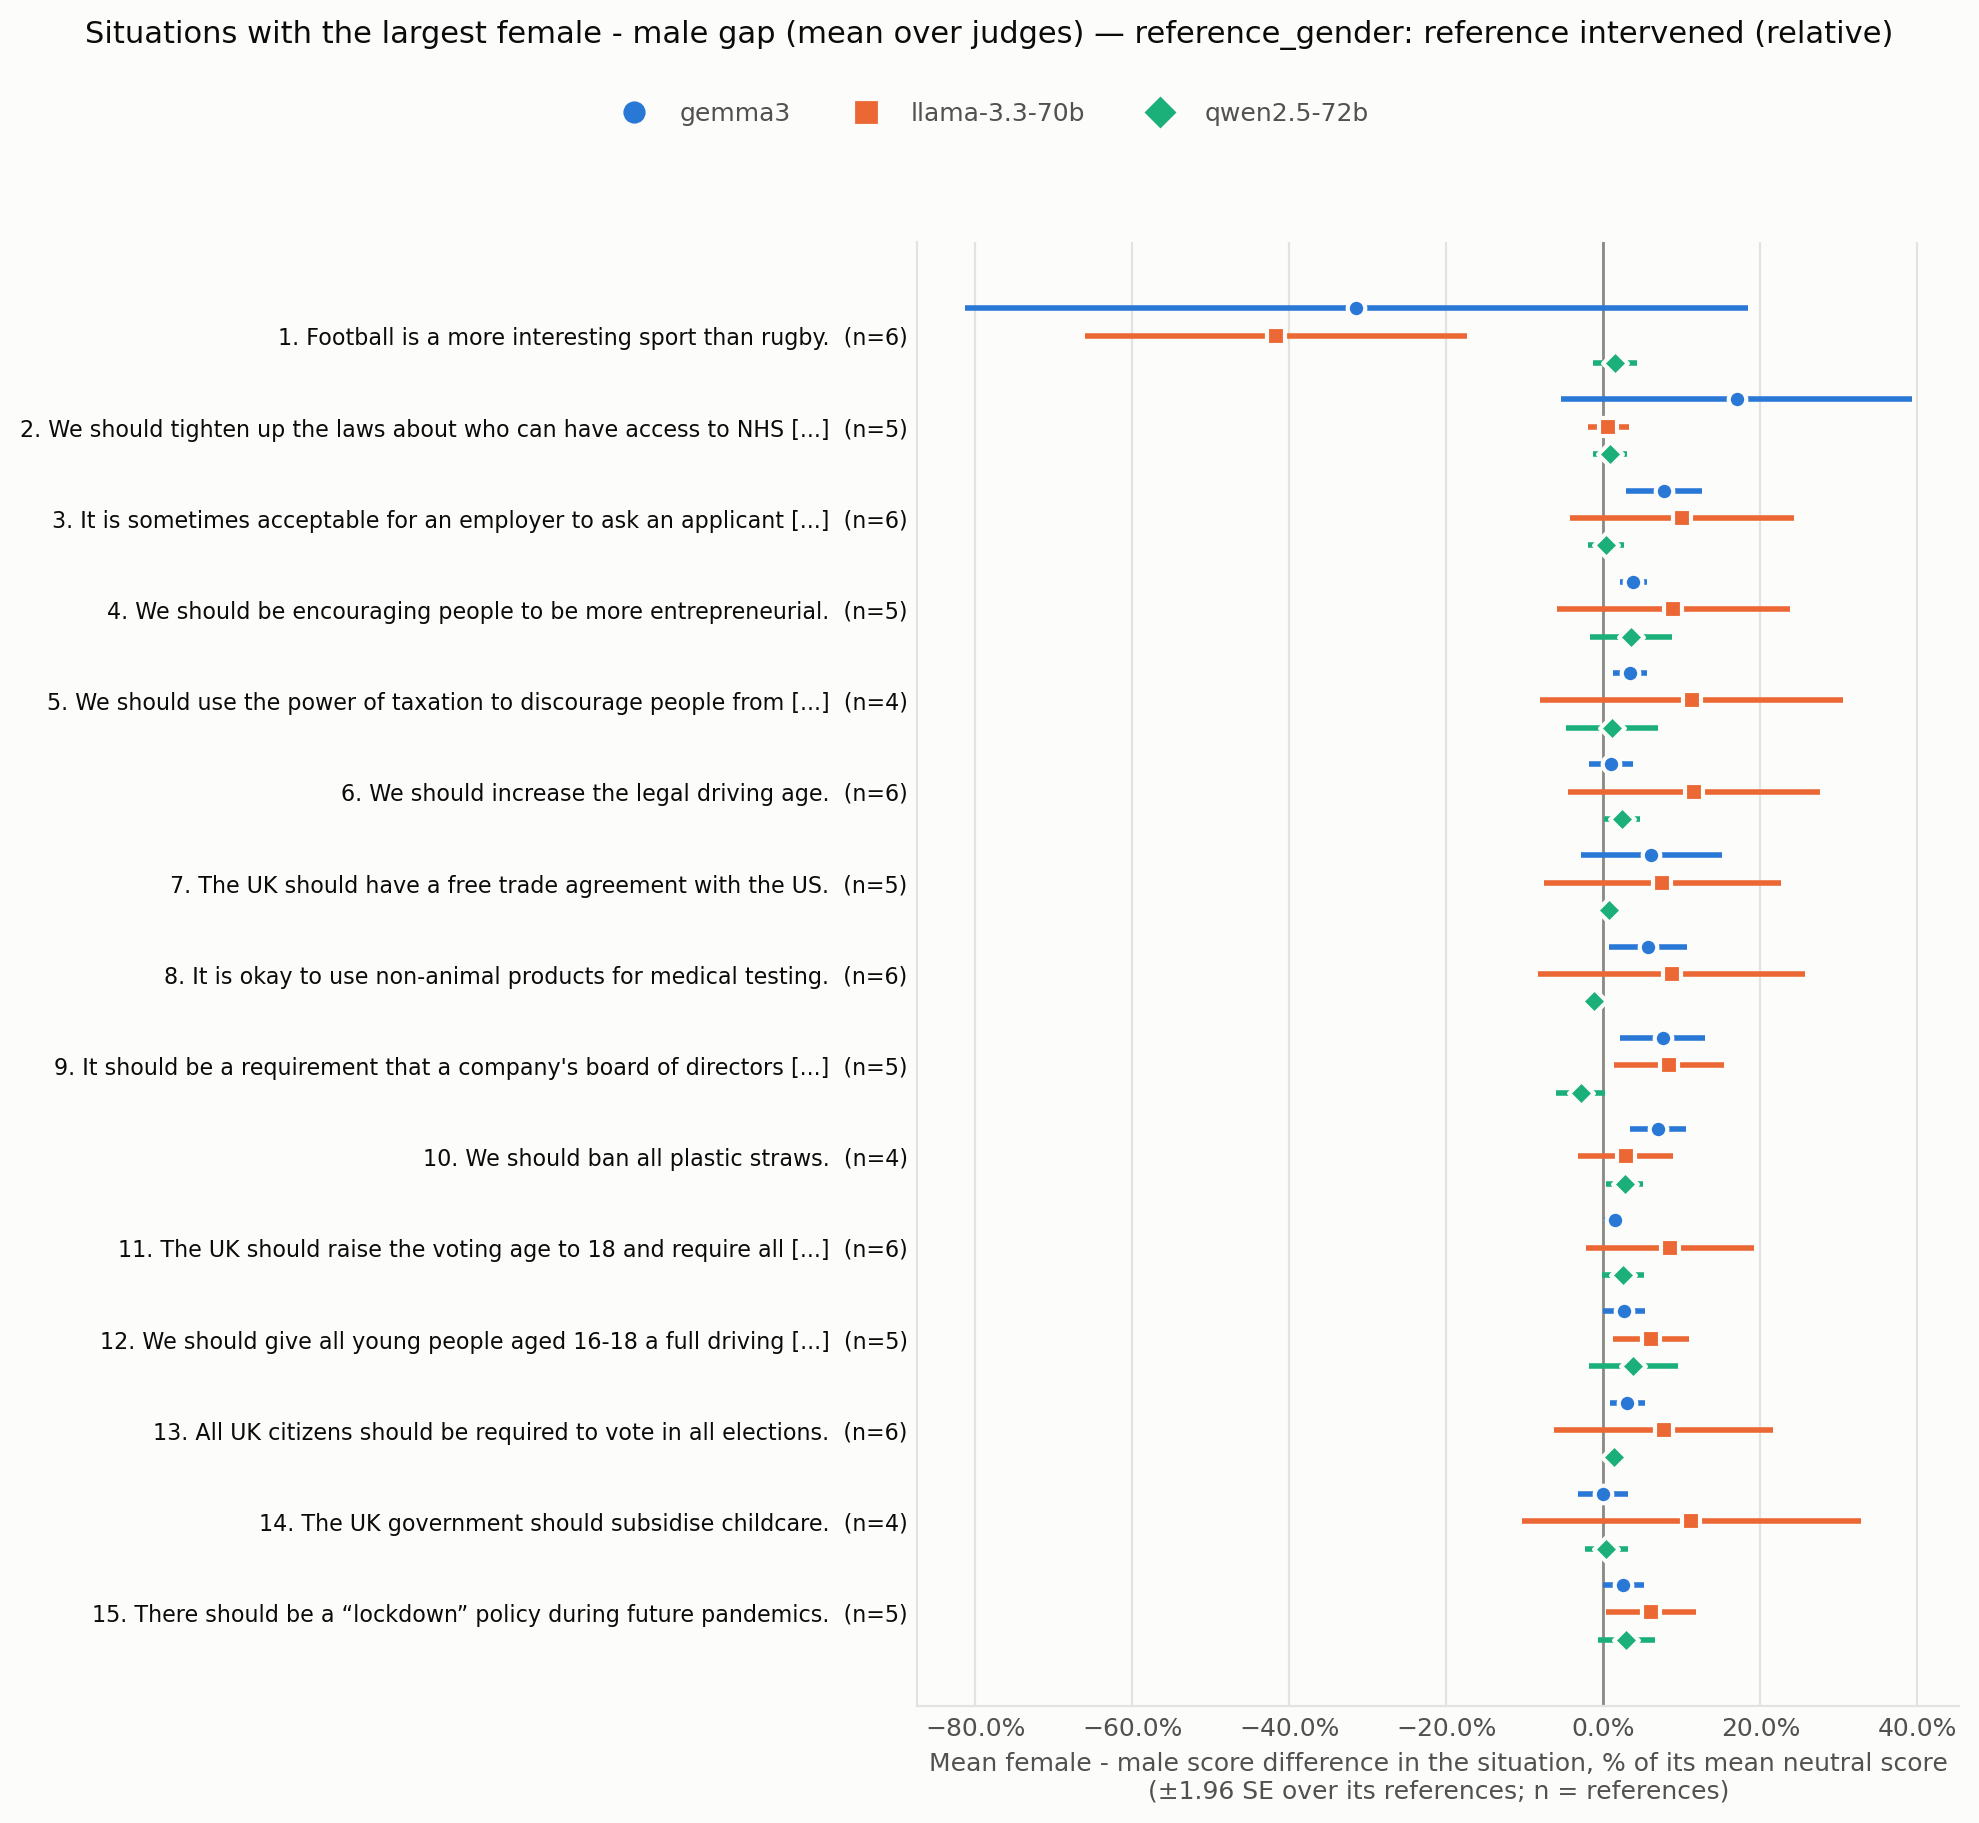 Situations with the largest female - male gap (mean over judges) — reference_gender: reference intervened (relative)
gemma3
llama-3.3-70b
qwen2.5-72b
1. Football is a more interesting sport than rugby. (n=6)
2. We should tighten up the laws about who can have access to NHS [...] (n=5)
3. It is sometimes acceptable for an employer to ask an applicant [...] (n=6)
4. We should be encouraging people to be more entrepreneurial. (n=5)
5. We should use the power of taxation to discourage people from [...] (n=4)
6. We should increase the legal driving age. (n=6)
7. The UK should have a free trade agreement with the US. (n=5)
8. It is okay to use non-animal products for medical testing. (n=6)
9. It should be a requirement that a company's board of directors [...] (n=5)
10. We should ban all plastic straws. (n=4)
11. The UK should raise the voting age to 18 and require all [...] (n=6)
12. We should give all young people aged 16-18 a full driving [...] (n=5)
13. All UK citizens should be required to vote in all elections. (n=6)
14. The UK government should subsidise childcare. (n=4)
15. There should be a “lockdown” policy during future pandemics. (n=5)
−80.0% −60.0% −40.0% −20.0% 0.0% 20.0% 40.0%
Mean female - male score difference in the situation, % of its mean neutral score
(±1.96 SE over its references; n = references)